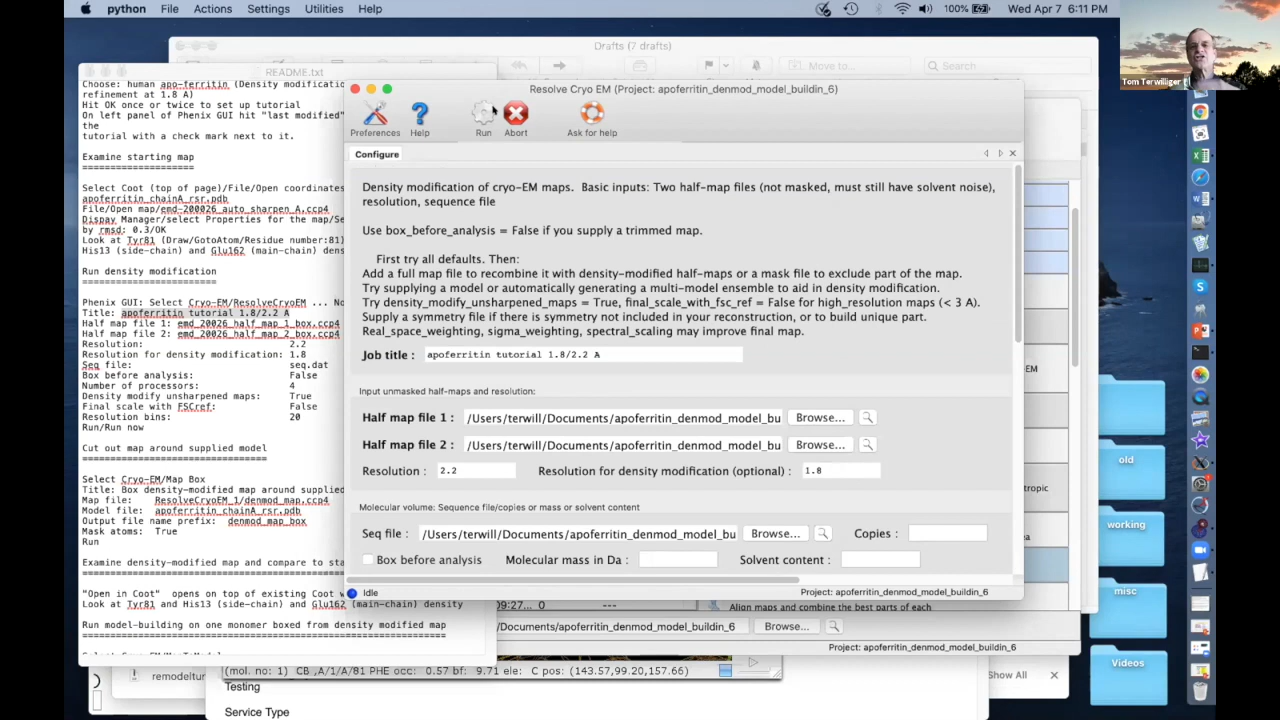 python File Actions Settings Utilities Help
100% Wed Apr 7 6:11 PM
Tom Terwilliger
Drafts (7 drafts)
Move to...
Search
README.txt
Choose: human apo-ferritin (Density modification
refinement at 1.8 A)
Hit OK once or twice to set up tutorial
On left panel of Phenix GUI hit "last modified"
the
tutorial with a check mark next to it.
Examine starting map
=====================
Select Coot (top of page)/File/Open coordinates
apoferritin_chainA_rsr.pdb
File/Open map/emd-200026_auto_sharpen_A.ccp4
Dispay Manager/select Properties for the map/Se
by rmsd: 0.3/OK
Look at Tyr81 (Draw/GotoAtom/Residue number:81)
His13 (side-chain) and Glu162 (main-chain) dens
Run density modification
=========================
Phenix GUI: Select Cryo-EM/ResolveCryoEM ... No
Title: apoferritin tutorial 1.8/2.2 A
Half map file 1: emd_20026_half_map_1_box.ccp4
Half map file 2: emd_20026_half_map_2_box.ccp4
Resolution: 2.2
Resolution for density modification: 1.8
Seq file: seq.dat
Box before analysis: False
Number of processors: 4
Density modify unsharpened maps: True
Final scale with FSCref: False
Resolution bins: 20
Run/Run now
Cut out map around supplied model
==================================
Select Cryo-EM/Map Box
Title: Box density-modified map around supplied
Map file: ResolveCryoEM_1/denmod_map.ccp4
Model file: apoferritin_chainA_rsr.pdb
Output file name prefix: denmod_map_box
Mask atoms: True
Run
Examine density-modified map and compare to sta
"Open in Coot" opens on top of existing Coot w
Look at Tyr81 and His13 (side-chain) and Glu162 (main-chain) density
Run model-building on one monomer boxed from density modified map
Resolve Cryo EM (Project: apoferritin_denmod_model_buildin_6)
Preferences Help Run Abort Ask for help
Configure
Density modification of cryo-EM maps. Basic inputs: Two half-map files (not masked, must still have solvent noise),
resolution, sequence file
Use box_before_analysis = False if you supply a trimmed map.
First try all defaults. Then:
Add a full map file to recombine it with density-modified half-maps or a mask file to exclude part of the map.
Try supplying a model or automatically generating a multi-model ensemble to aid in density modification.
Try density_modify_unsharpened_maps = True, final_scale_with_fsc_ref = False for high_resolution maps (< 3 A).
Supply a symmetry file if there is symmetry not included in your reconstruction, or to build unique part.
Real_space_weighting, sigma_weighting, spectral_scaling may improve final map.
Job title : apoferritin tutorial 1.8/2.2 A
Input unmasked half-maps and resolution:
Half map file 1 : /Users/terwill/Documents/apoferritin_denmod_model_bu Browse...
Half map file 2 : /Users/terwill/Documents/apoferritin_denmod_model_bu Browse...
Resolution : 2.2 Resolution for density modification (optional) : 1.8
Molecular volume: Sequence file/copies or mass or solvent content
Seq file : /Users/terwill/Documents/apoferritin_denmod_model_bu Browse... Copies :
Box before analysis Molecular mass in Da : Solvent content :
Idle Project: apoferritin_denmod_model_buildin_6
09:27... 0 --- Align maps and combine the best parts of each
/Documents/apoferritin_denmod_model_buildin_6 Browse...
Project: apoferritin_denmod_model_buildin_6
(mol. no: 1) CB ,A/1/A/81 PHE occ: 0.57 bf: 9.71 ele: C pos: (143.57,99.20,157.66)
remodeltur
Testing
Service Type
Show All
EM
tropic
old
working
misc
Videos